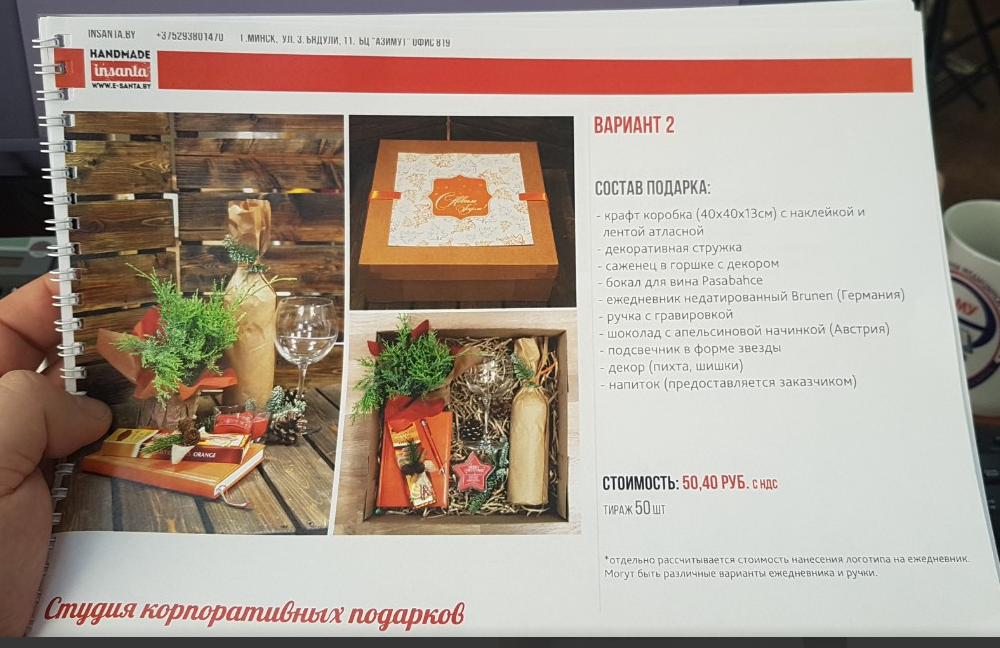 INSANTA.BY +375293801470 Г.МИНСК, УЛ. З. БЯДУЛИ, 11. БЦ "АЗИМУТ" ОФИС 819
HANDMADE
insanta
WWW.E-SANTA.BY
ВАРИАНТ 2
СОСТАВ ПОДАРКА:
- крафт коробка (40х40х13см) с наклейкой и
лентой атласной
- декоративная стружка
- саженец в горшке с декором
- бокал для вина Pasabahce
- ежедневник недатированный Brunen (Германия)
- ручка с гравировкой
- шоколад с апельсиновой начинкой (Австрия)
- подсвечник в форме звезды
- декор (пихта, шишки)
- напиток (предоставляется заказчиком)
СТОИМОСТЬ: 50,40 РУБ. С НДС
ТИРАЖ 50 ШТ
*отдельно рассчитывается стоимость нанесения логотипа на ежедневник.
Могут быть различные варианты ежедневника и ручки.
С Новым
годом!
ORANGE
Студия корпоративных подарков